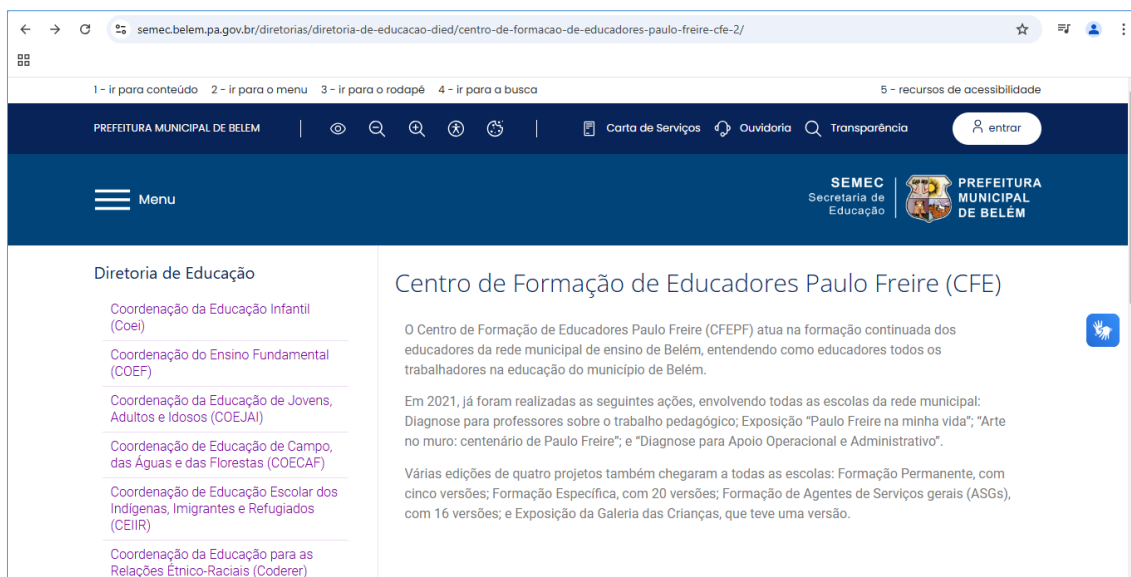 semec.belem.pa.gov.br/diretorias/diretoria-de-educacao-died/centro-de-formacao-de-educadores-paulo-freire-cfe-2/
1 - ir para conteúdo 2 - ir para o menu 3 - ir para o rodapé 4 - ir para a busca 5 - recursos de acessibilidade
PREFEITURA MUNICIPAL DE BELEM Carta de Serviços Ouvidoria Transparência entrar
Menu
SEMEC
Secretaria de
Educação
PREFEITURA
MUNICIPAL
DE BELÉM
Diretoria de Educação
Coordenação da Educação Infantil
(Coei)
Coordenação do Ensino Fundamental
(COEF)
Coordenação da Educação de Jovens,
Adultos e Idosos (COEJAI)
Coordenação de Educação de Campo,
das Águas e das Florestas (COECAF)
Coordenação de Educação Escolar dos
Indígenas, Imigrantes e Refugiados
(CEIIR)
Coordenação da Educação para as
Relações Étnico-Raciais (Coderer)
Centro de Formação de Educadores Paulo Freire (CFE)
O Centro de Formação de Educadores Paulo Freire (CFEPF) atua na formação continuada dos
educadores da rede municipal de ensino de Belém, entendendo como educadores todos os
trabalhadores na educação do município de Belém.
Em 2021, já foram realizadas as seguintes ações, envolvendo todas as escolas da rede municipal:
Diagnose para professores sobre o trabalho pedagógico; Exposição “Paulo Freire na minha vida”; “Arte
no muro: centenário de Paulo Freire”; e “Diagnose para Apoio Operacional e Administrativo”.
Várias edições de quatro projetos também chegaram a todas as escolas: Formação Permanente, com
cinco versões; Formação Específica, com 20 versões; Formação de Agentes de Serviços gerais (ASGs),
com 16 versões; e Exposição da Galeria das Crianças, que teve uma versão.